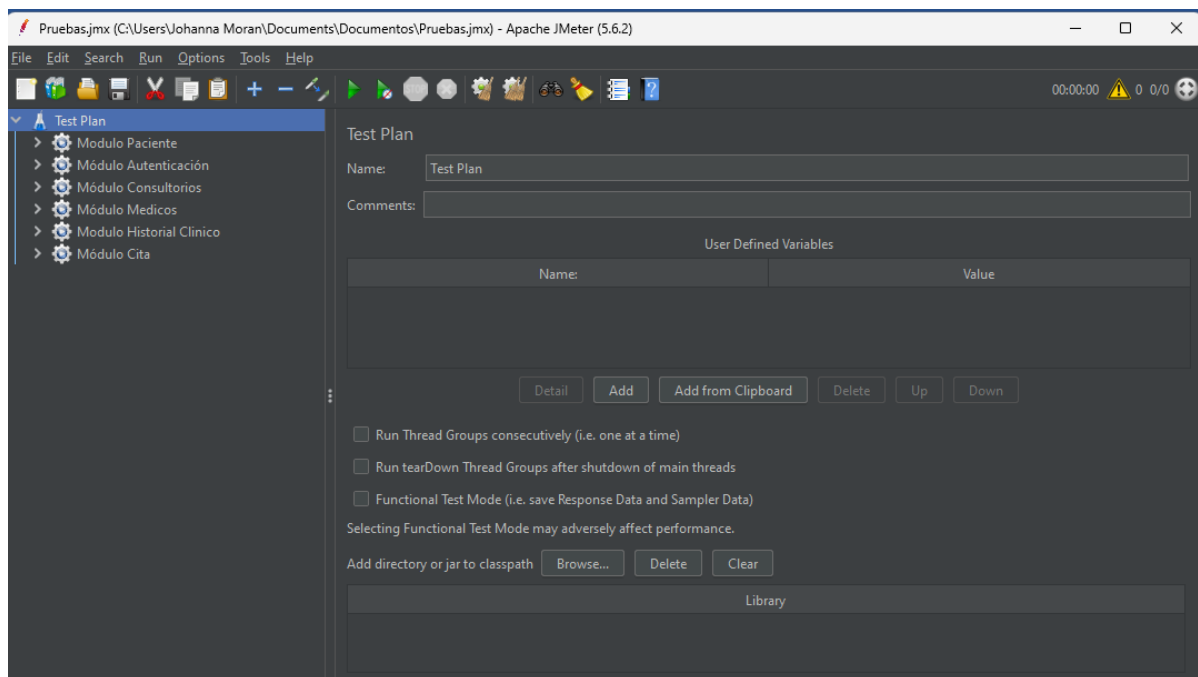 Pruebas.jmx (C:\Users\Johanna Moran\Documents\Documentos\Pruebas.jmx) - Apache JMeter (5.6.2)
File Edit Search Run Options Tools Help
STOP
00:00:00 0 0/0
Test Plan
Modulo Paciente
Módulo Autenticación
Módulo Consultorios
Módulo Medicos
Modulo Historial Clinico
Módulo Cita
Test Plan
Name: Test Plan
Comments:
User Defined Variables
Name: Value
Detail Add Add from Clipboard Delete Up Down
Run Thread Groups consecutively (i.e. one at a time)
Run tearDown Thread Groups after shutdown of main threads
Functional Test Mode (i.e. save Response Data and Sampler Data)
Selecting Functional Test Mode may adversely affect performance.
Add directory or jar to classpath Browse... Delete Clear
Library